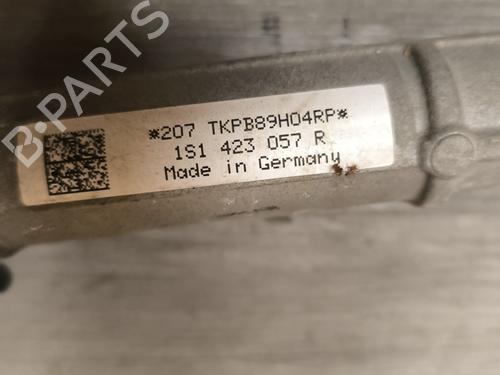 B-PARTS
*207 TKPB89H04RP*
1S1 423 057 R
Made in Germany